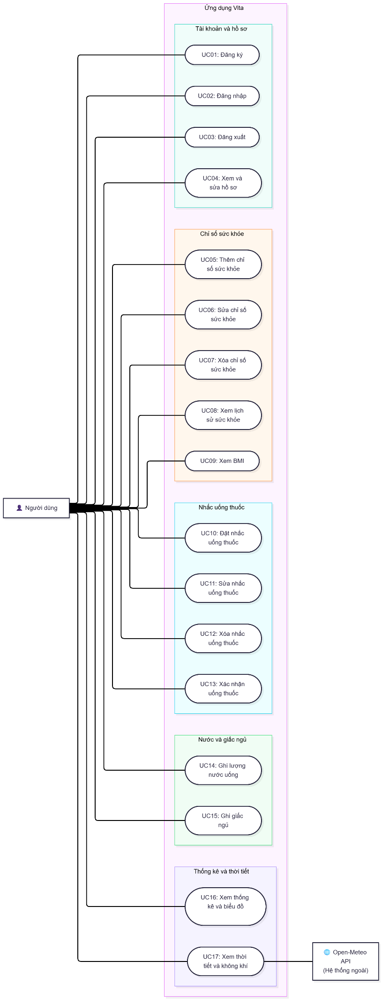 Ứng dụng Vita
Tài khoản và hồ sơ
UC01: Đăng ký
UC02: Đăng nhập
UC03: Đăng xuất
UC04: Xem và
sửa hồ sơ
Chỉ số sức khỏe
UC05: Thêm chỉ
số sức khỏe
UC06: Sửa chỉ số
sức khỏe
UC07: Xóa chỉ số
sức khỏe
UC08: Xem lịch
sử sức khỏe
UC09: Xem BMI
Người dùng
Nhắc uống thuốc
UC10: Đặt nhắc
uống thuốc
UC11: Sửa nhắc
uống thuốc
UC12: Xóa nhắc
uống thuốc
UC13: Xác nhận
uống thuốc
Nước và giấc ngủ
UC14: Ghi lượng
nước uống
UC15: Ghi giấc
ngủ
Thống kê và thời tiết
UC16: Xem thống
kê và biểu đồ
UC17: Xem thời
tiết và không khí
Open-Meteo
API
(Hệ thống ngoài)